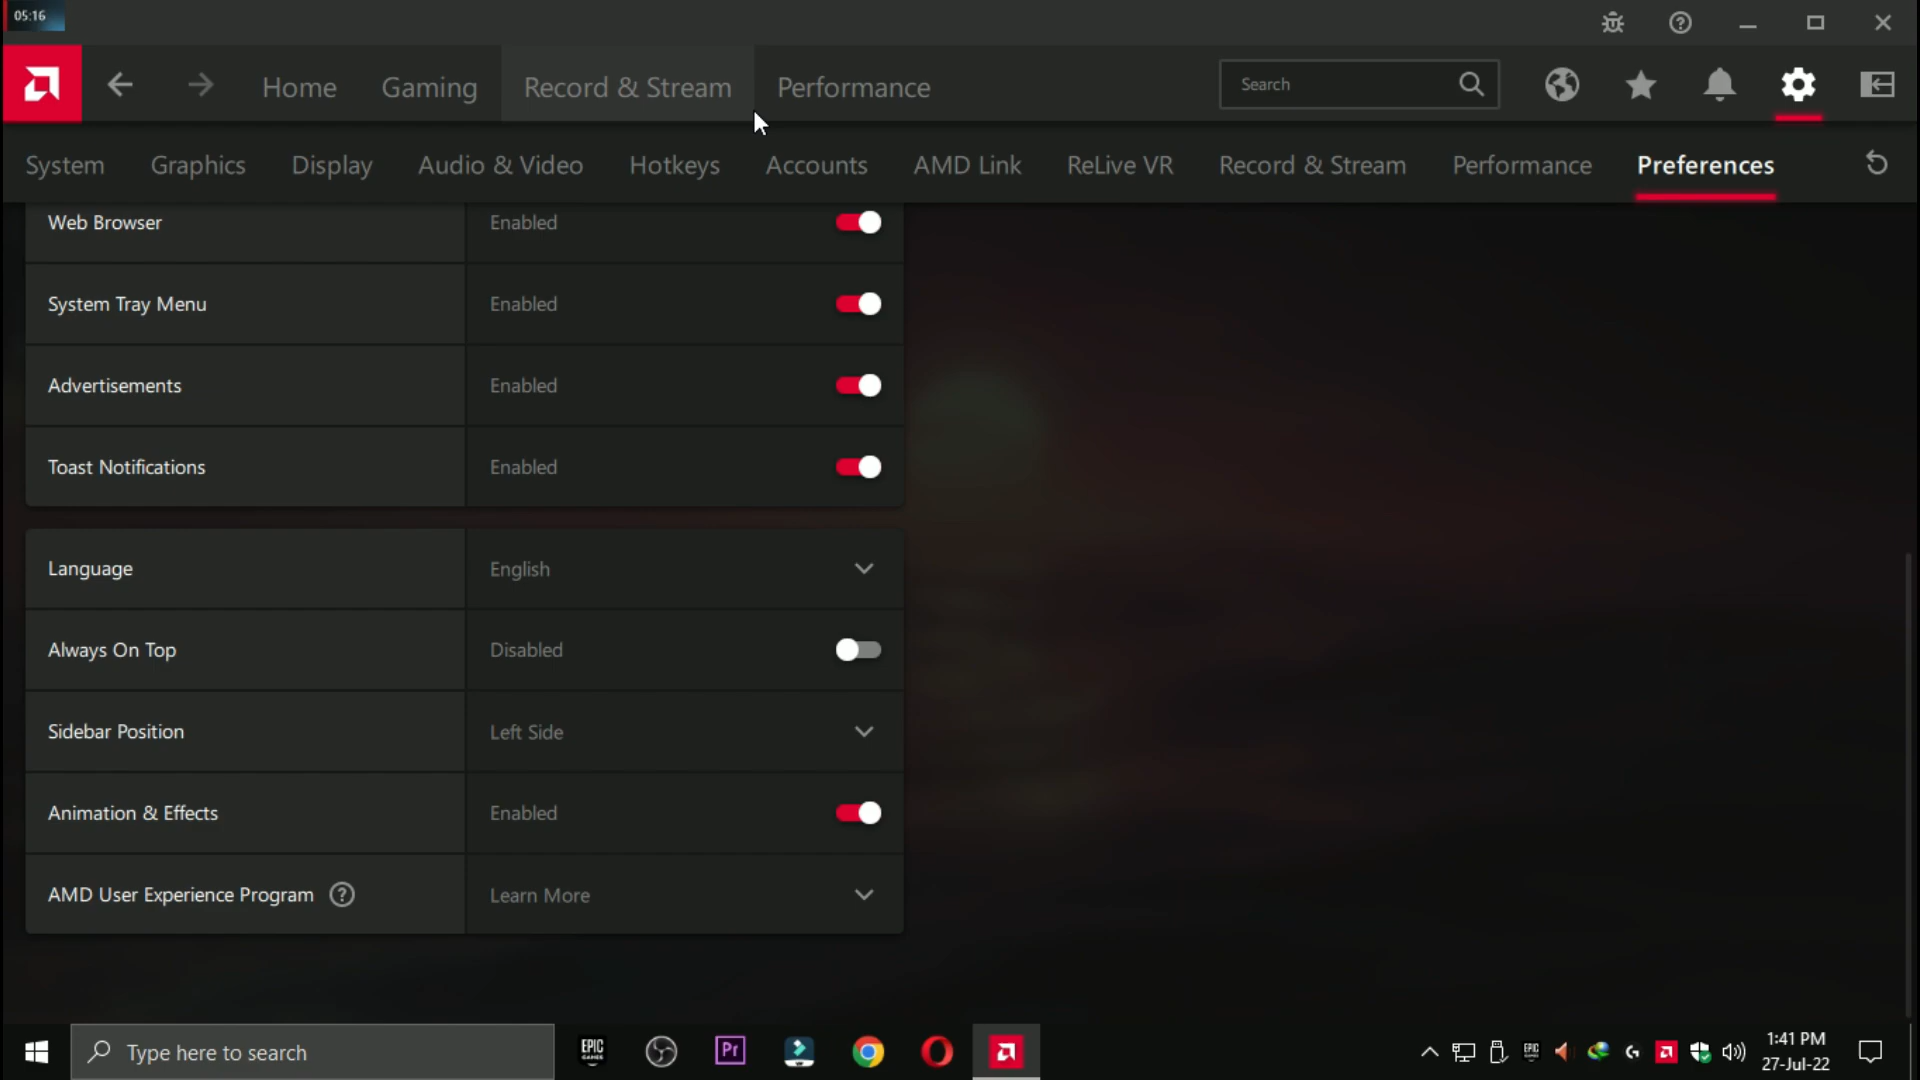 05:16
Home Gaming Record & Stream Performance Search
System Graphics Display Audio & Video Hotkeys Accounts AMD Link ReLive VR Record & Stream Performance Preferences
Web Browser Enabled
System Tray Menu Enabled
Advertisements Enabled
Toast Notifications Enabled
Language English
Always On Top Disabled
Sidebar Position Left Side
Animation & Effects Enabled
AMD User Experience Program ? Learn More
Type here to search
EPIC GAMES
Pr
1:41 PM
27-Jul-22